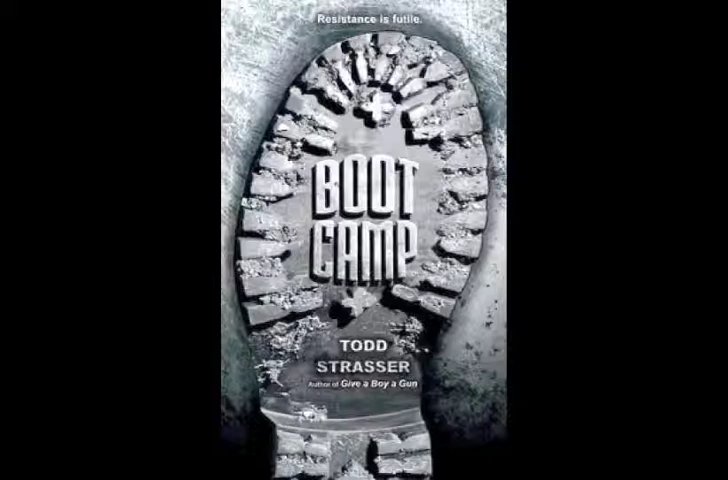 Resistance is futile.
BOOT
CAMP
TODD
STRASSER
Author of Give a Boy a Gun